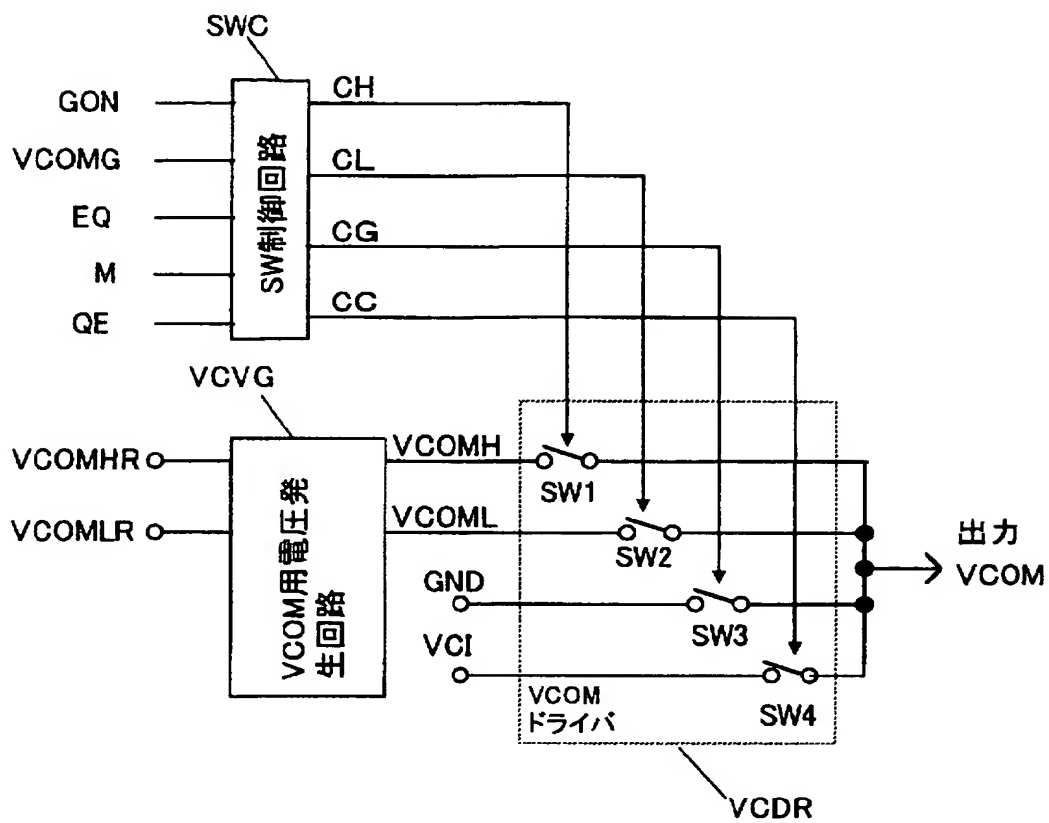 SWC
GON
VCOMG
EQ
M
QE
SW制御回路
CH
CL
CG
CC
VCVG
VCOMHR
VCOMLR
VCOM用電圧発
生回路
VCOMH
VCOML
GND
VCI
SW1
SW2
SW3
SW4
VCOM
ドライバ
出力
VCOM
VCDR